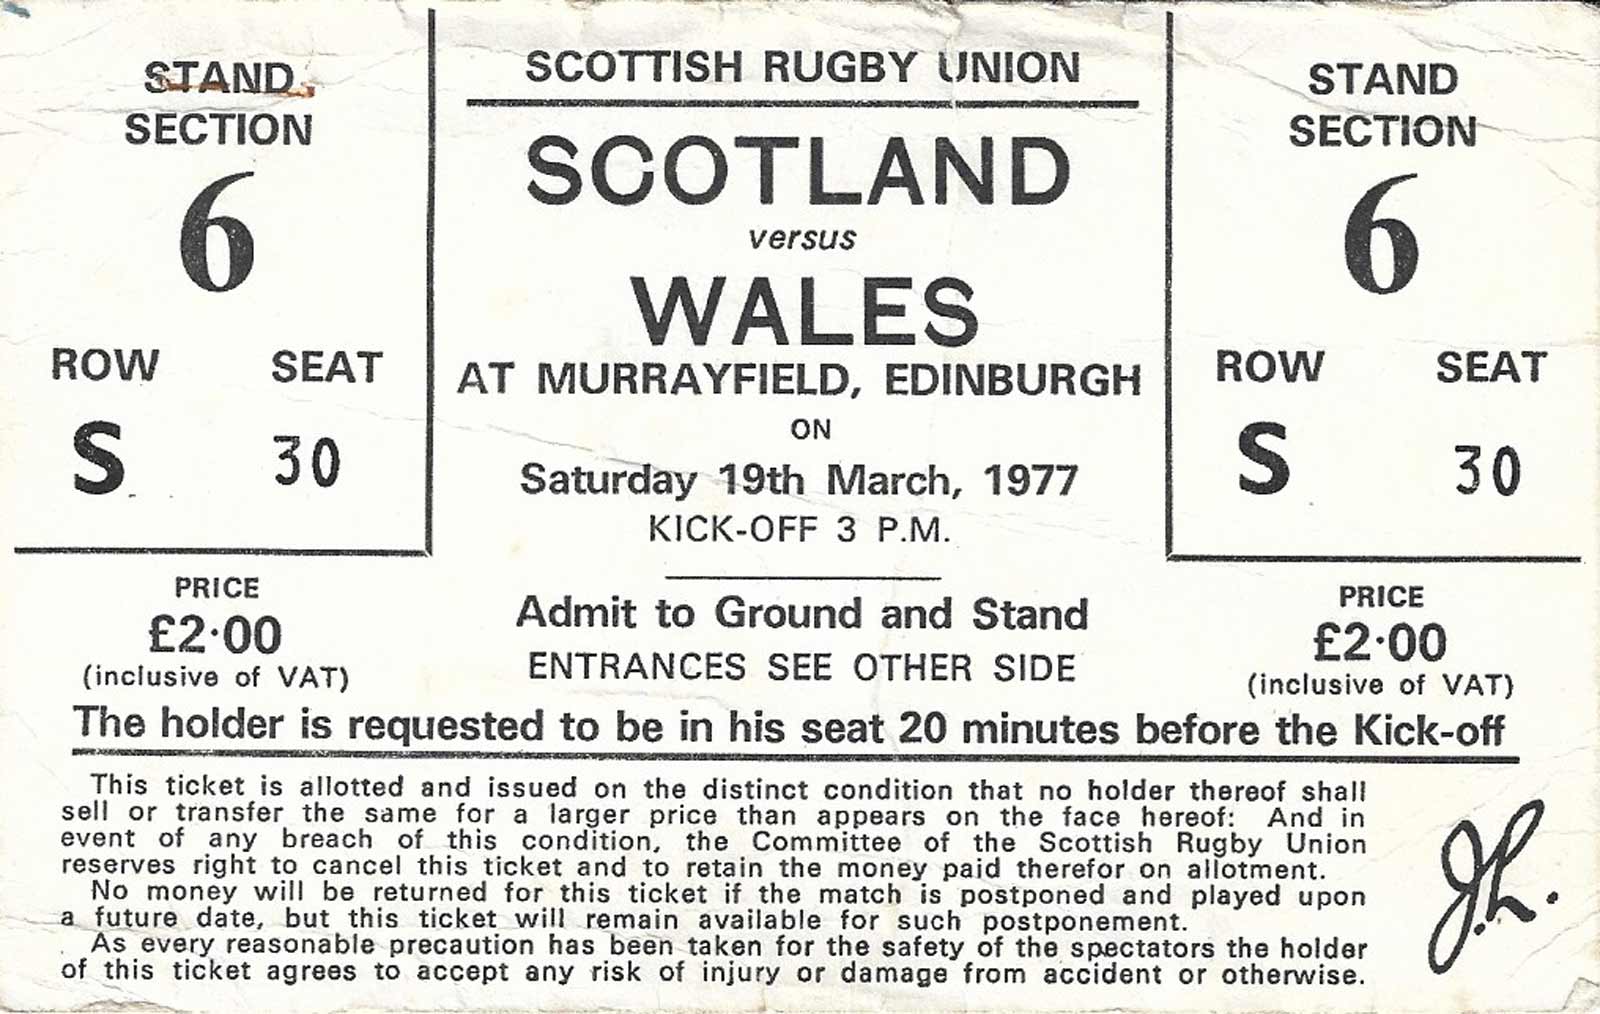 STAND
SECTION
6
ROW SEAT
S 30
PRICE
£2·00
(inclusive of VAT)
SCOTTISH RUGBY UNION
SCOTLAND
versus
WALES
AT MURRAYFIELD, EDINBURGH
ON
Saturday 19th March, 1977
KICK-OFF 3 P.M.
Admit to Ground and Stand
ENTRANCES SEE OTHER SIDE
STAND
SECTION
6
ROW SEAT
S 30
PRICE
£2·00
(inclusive of VAT)
The holder is requested to be in his seat 20 minutes before the Kick-off
This ticket is allotted and issued on the distinct condition that no holder thereof shall
sell or transfer the same for a larger price than appears on the face hereof: And in
event of any breach of this condition, the Committee of the Scottish Rugby Union
reserves right to cancel this ticket and to retain the money paid therefor on allotment.
No money will be returned for this ticket if the match is postponed and played upon
a future date, but this ticket will remain available for such postponement.
As every reasonable precaution has been taken for the safety of the spectators the holder
of this ticket agrees to accept any risk of injury or damage from accident or otherwise.